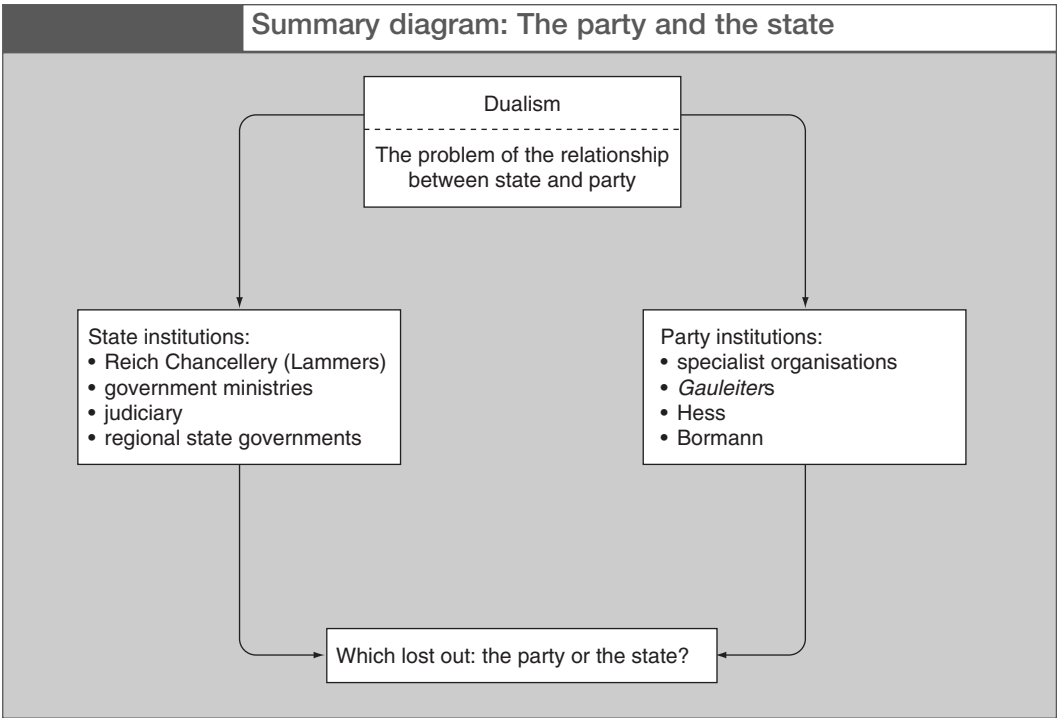 Summary diagram: The party and the state
Dualism
The problem of the relationship
between state and party
State institutions:
• Reich Chancellery (Lammers)
• government ministries
• judiciary
• regional state governments
Party institutions:
• specialist organisations
• Gauleiters
• Hess
• Bormann
Which lost out: the party or the state?